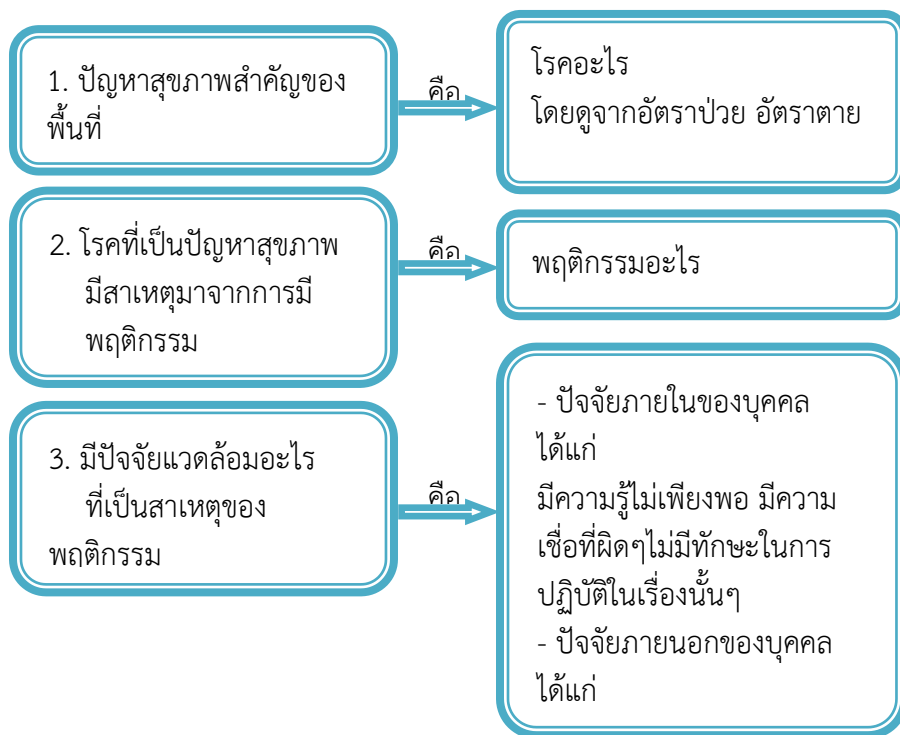 1. ปัญหาสุขภาพสำคัญของ
พื้นที่
คือ
โรคอะไร
โดยดูจากอัตราป่วย อัตราตาย
2. โรคที่เป็นปัญหาสุขภาพ
มีสาเหตุมาจากการมี
พฤติกรรม
คือ
พฤติกรรมอะไร
3. มีปัจจัยแวดล้อมอะไร
ที่เป็นสาเหตุของ
พฤติกรรม
คือ
- ปัจจัยภายในของบุคคล
ได้แก่
มีความรู้ไม่เพียงพอ มีความ
เชื่อที่ผิดๆไม่มีทักษะในการ
ปฏิบัติในเรื่องนั้นๆ
- ปัจจัยภายนอกของบุคคล
ได้แก่